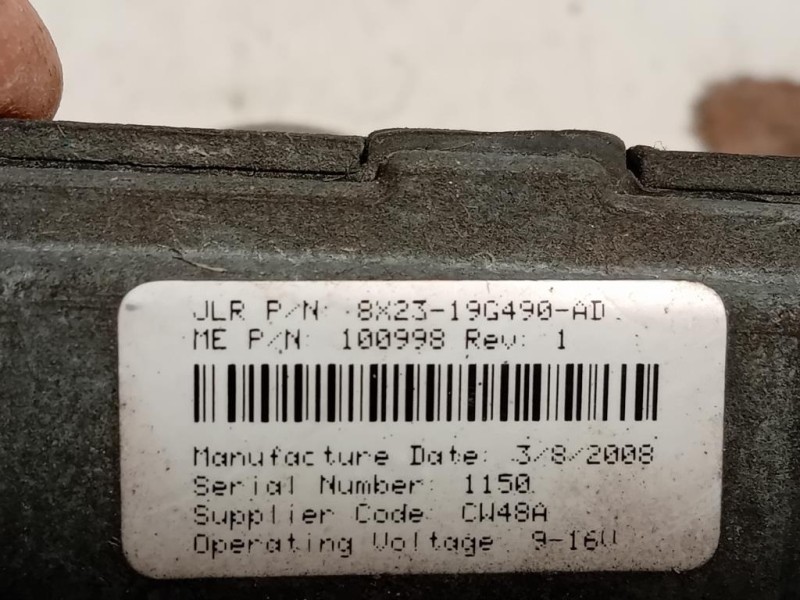 JLR P/N: 8X23-19G490-AD
ME P/N: 100998 Rev: 1
Manufacture Date: 3/8/2008
Serial Number: 1150
Supplier Code: CW48A
Operating Voltage: 9-16V